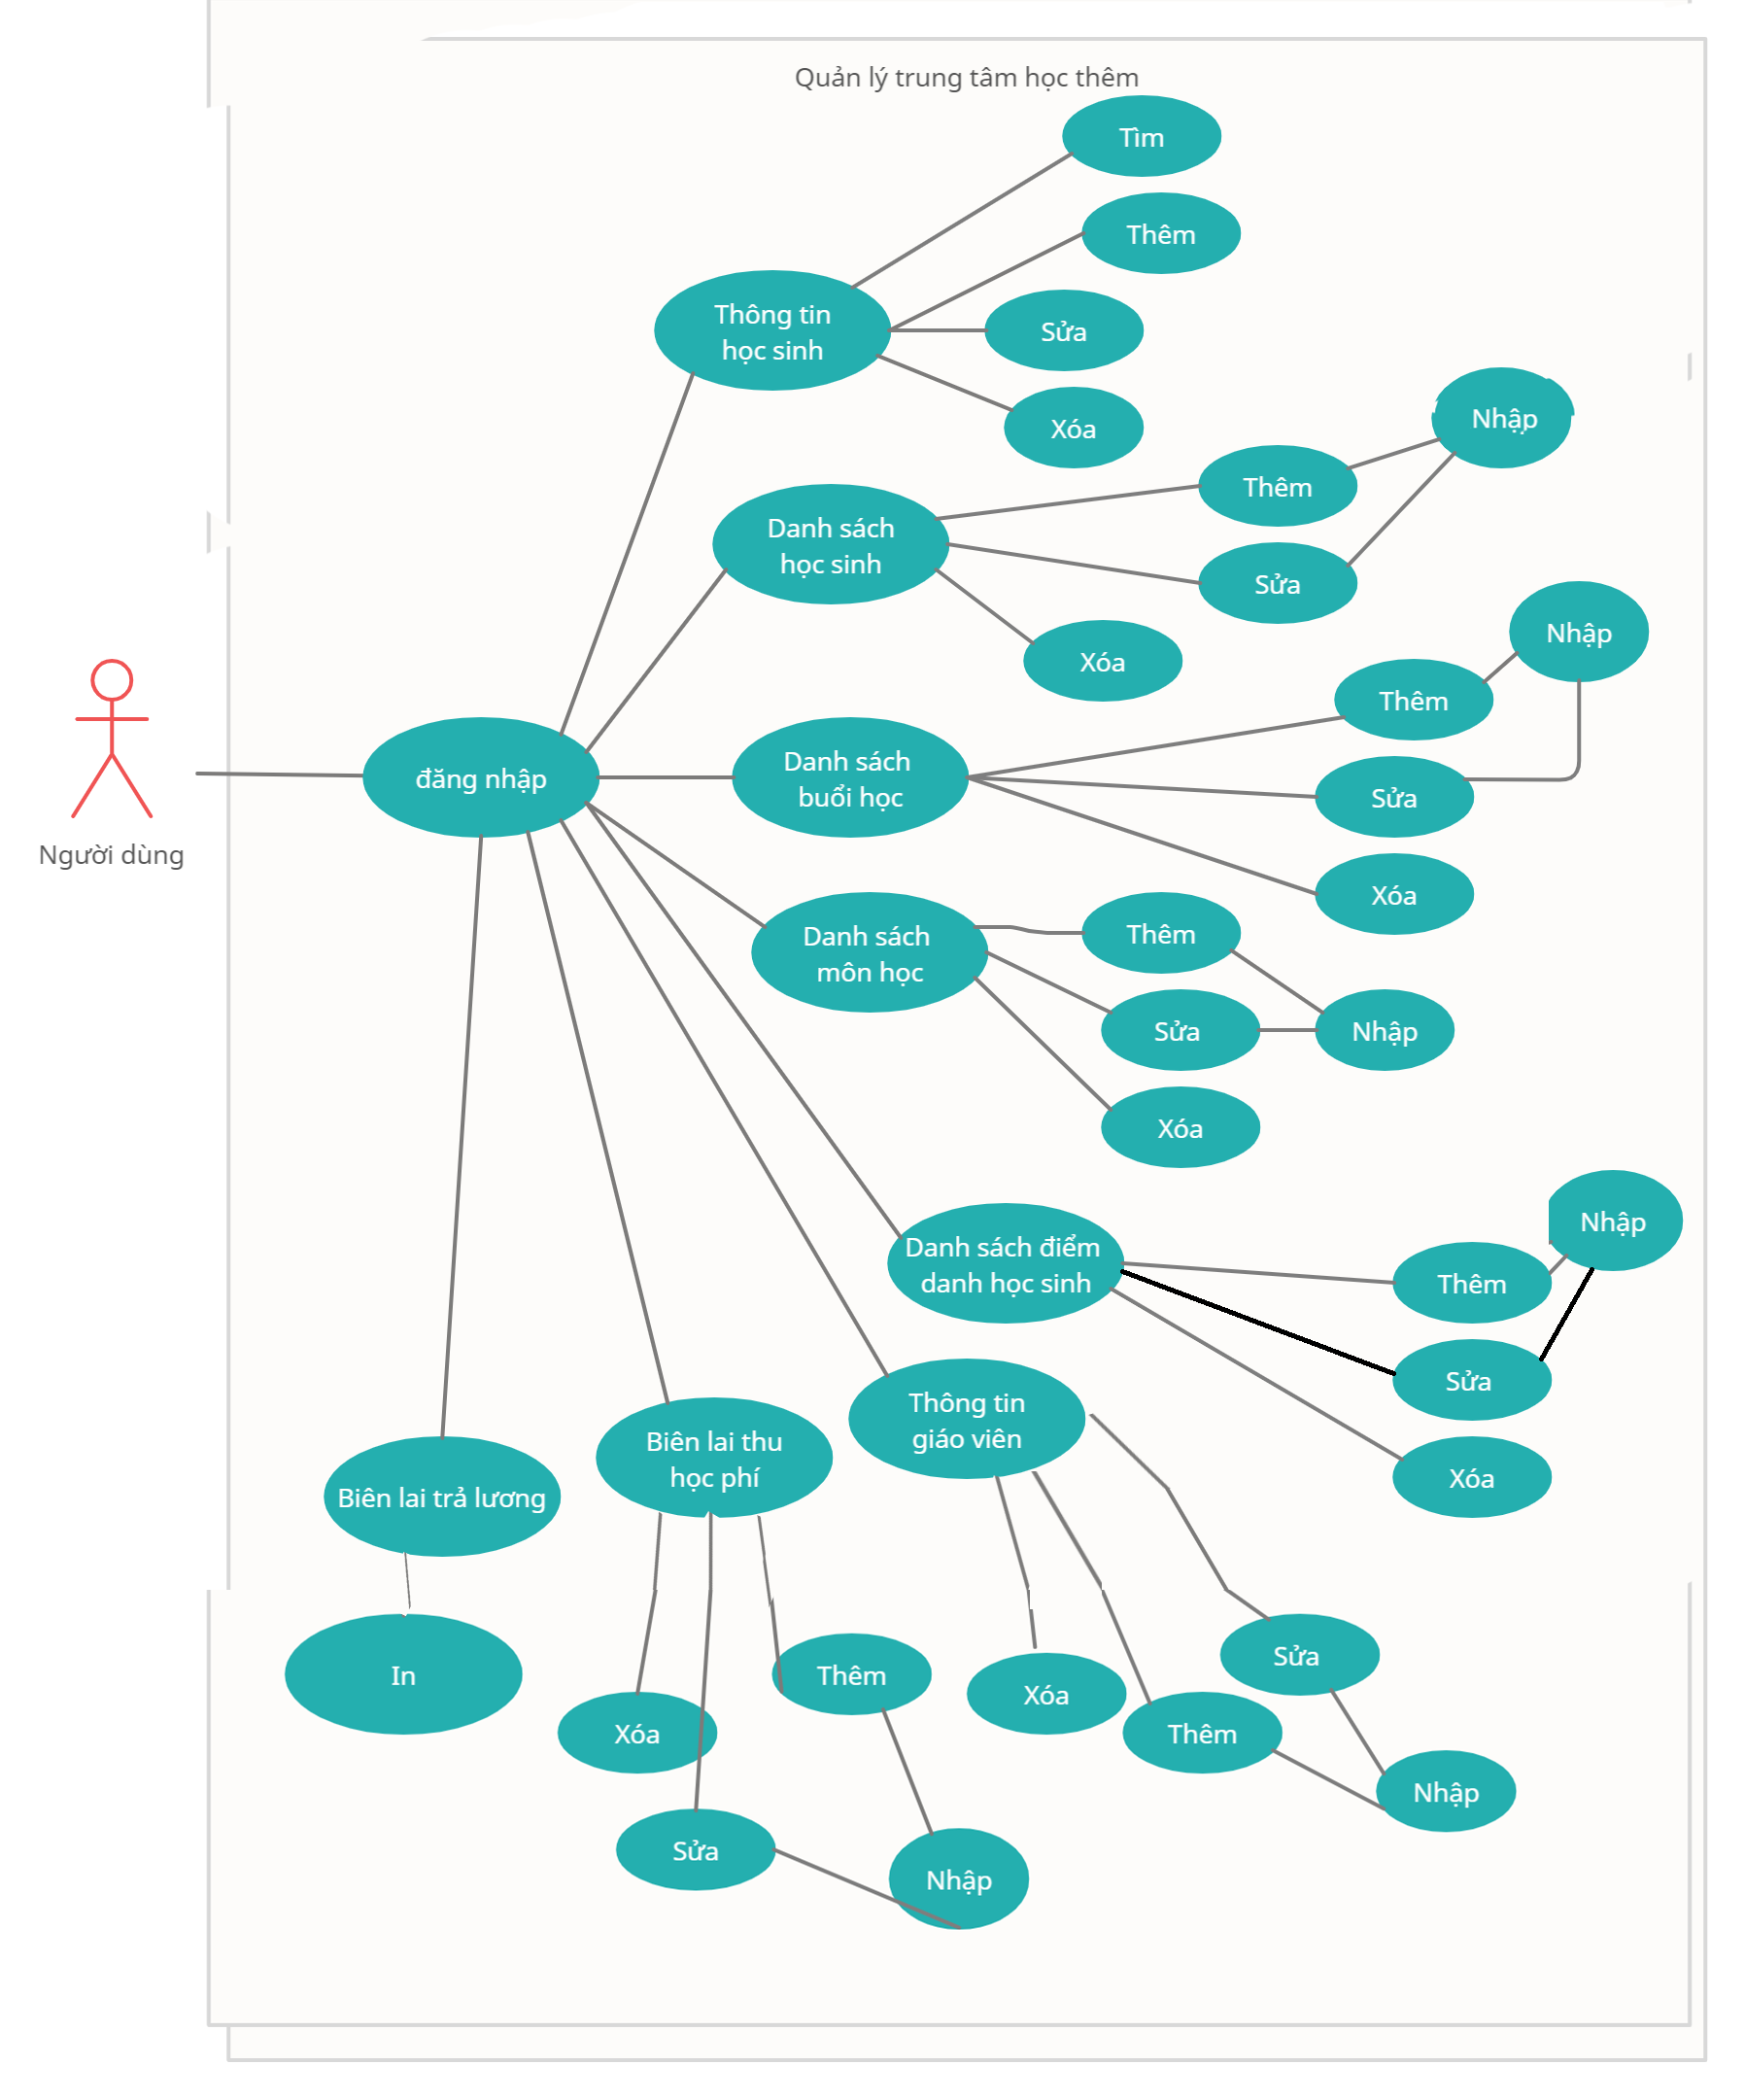 Quản lý trung tâm học thêm
Tìm
Thêm
Thông tin
học sinh
Sửa
Xóa
Nhập
Thêm
Danh sách
học sinh
Sửa
Xóa
Nhập
Thêm
Danh sách
buổi học
đăng nhập
Sửa
Người dùng
Xóa
Danh sách
môn học
Thêm
Sửa
Nhập
Xóa
Nhập
Danh sách điểm
danh học sinh
Thêm
Sửa
Xóa
Thông tin
giáo viên
Biên lai thu
học phí
Biên lai trả lương
In
Xóa
Thêm
Sửa
Nhập
Xóa
Sửa
Thêm
Nhập